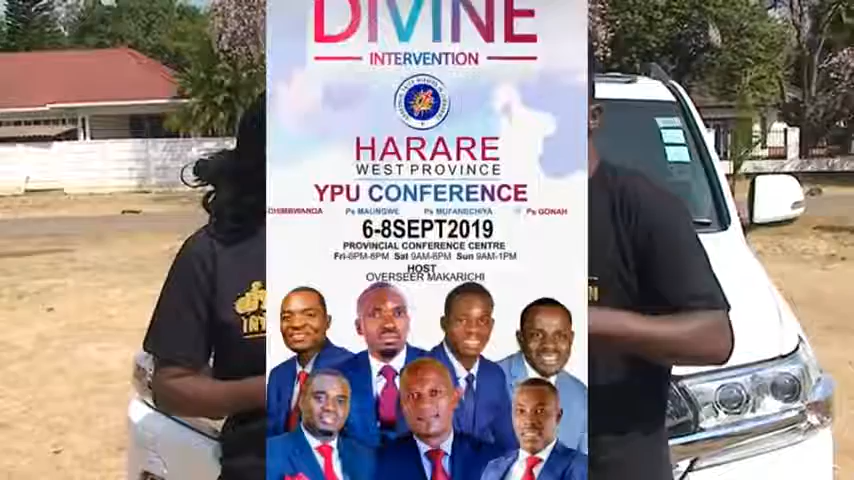 DIVINE
INTERVENTION
HARARE
WEST PROVINCE
YPU CONFERENCE
Ps MAUNGWE Ps MUFANECHIYA Ps GONAH
6-8SEPT2019
PROVINCIAL CONFERENCE CENTRE
Fri-6PM-8PM Sat 9AM-6PM Sun 9AM-1PM
HOST
OVERSEER MAKARICHI